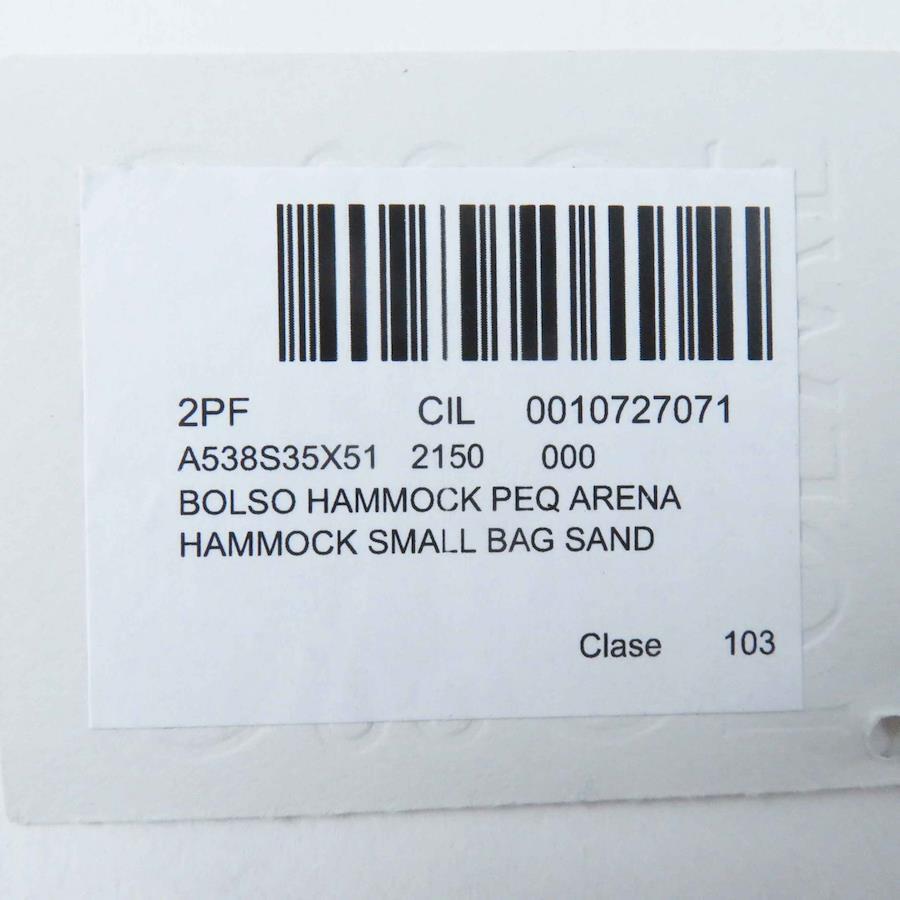 2PF CIL 0010727071
A538S35X51 2150 000
BOLSO HAMMOCK PEQ ARENA
HAMMOCK SMALL BAG SAND
Clase 103